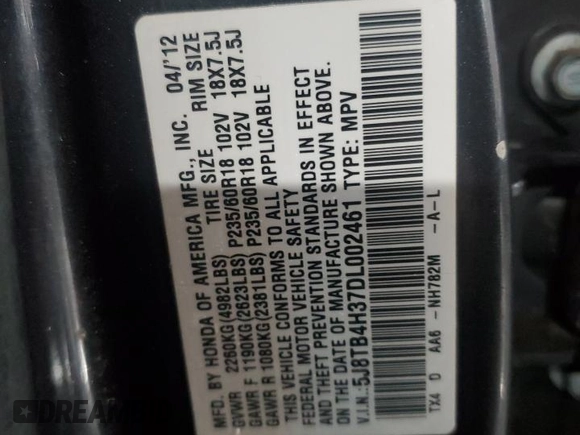 MFD. BY HONDA OF AMERICA MFG., INC. 04/'12
TIRE SIZE RIM SIZE
GVWR 2260KG(4982LBS)
GAWR F 1190KG(2623LBS) P235/60R18 102V 18X7.5J
GAWR R 1080KG(2381LBS) P235/60R18 102V 18X7.5J
THIS VEHICLE CONFORMS TO ALL APPLICABLE
FEDERAL MOTOR VEHICLE SAFETY
AND THEFT PREVENTION STANDARDS IN EFFECT
ON THE DATE OF MANUFACTURE SHOWN ABOVE.
V.I.N.: 5J8TB4H37DL002461 TYPE: MPV
TX4 D AA6 - NH782M -A-L
DREAM